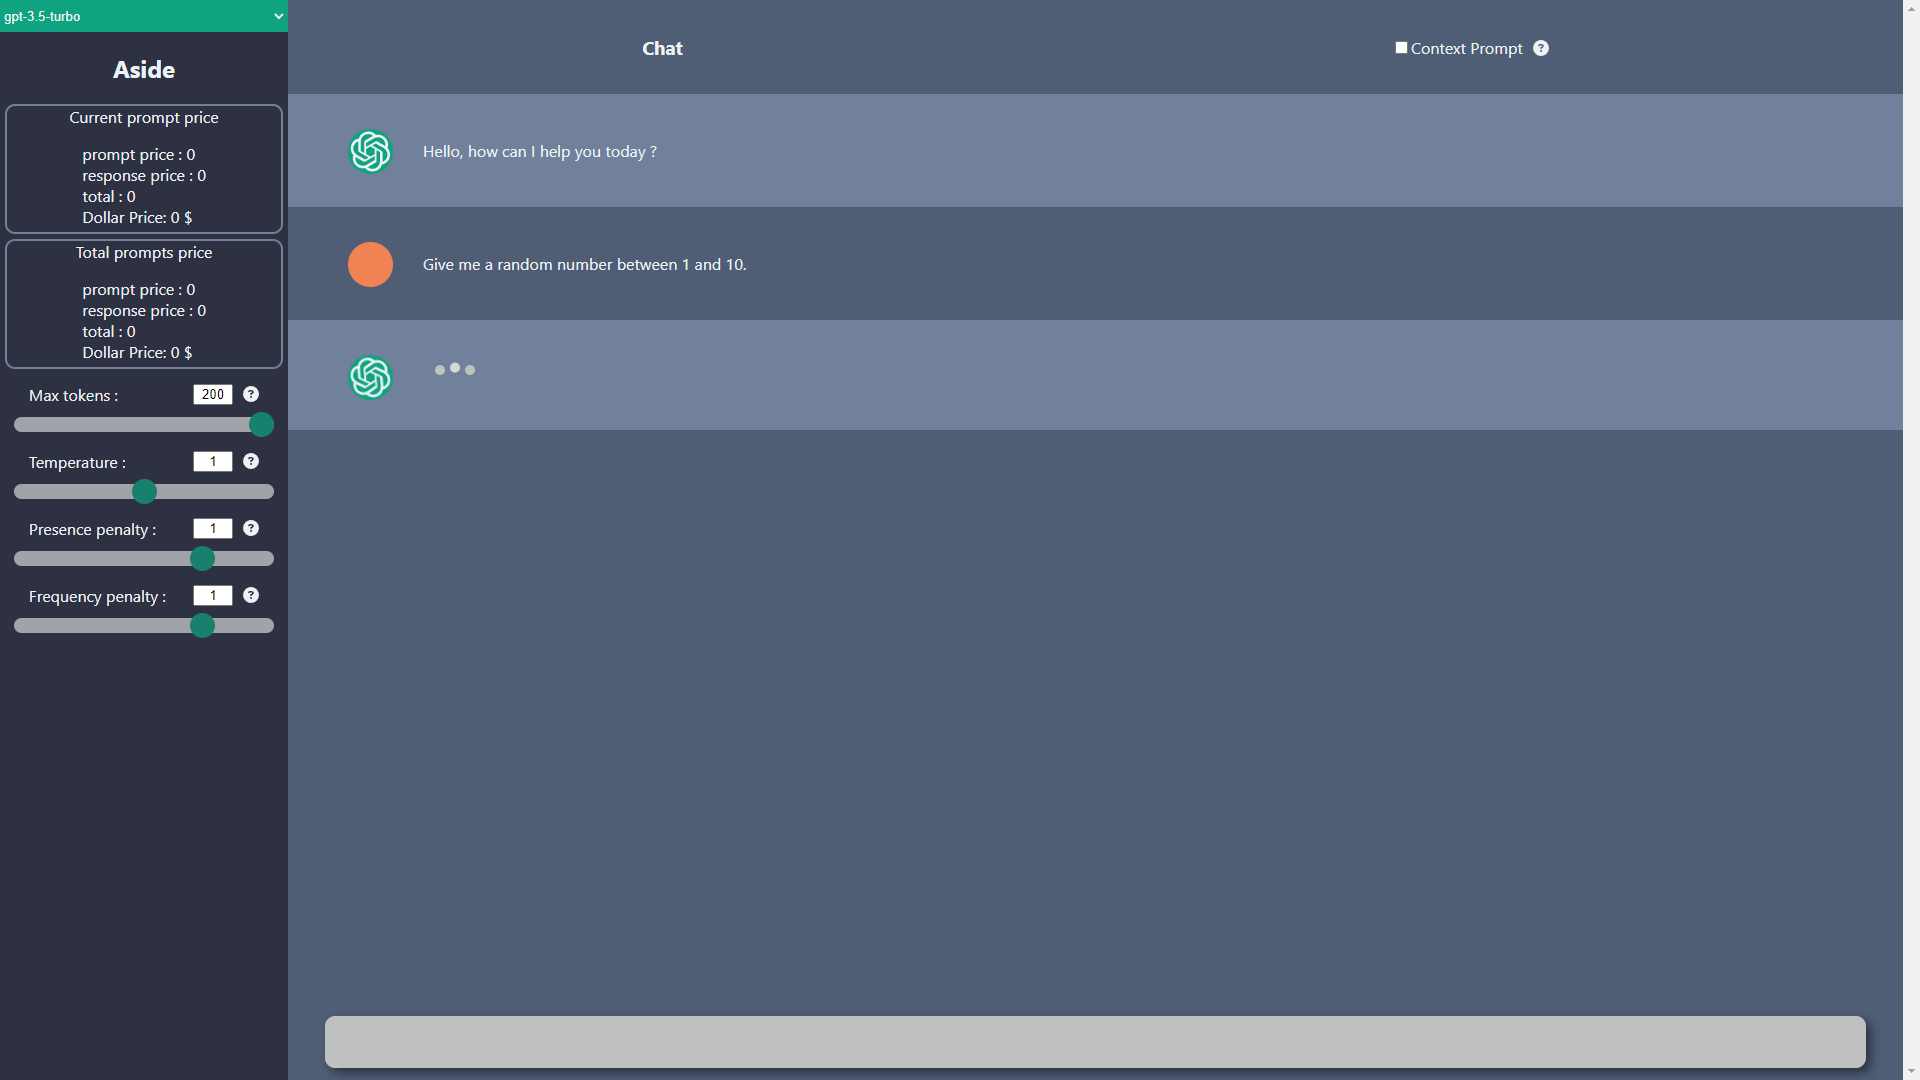 gpt-3.5-turbo
Aside
Current prompt price
prompt price : 0
response price : 0
total : 0
Dollar Price: 0 $
Total prompts price
prompt price : 0
response price : 0
total : 0
Dollar Price: 0 $
Max tokens : 200 ?
Temperature : 1 ?
Presence penalty : 1 ?
Frequency penalty : 1 ?
Chat
Context Prompt ?
Hello, how can I help you today ?
Give me a random number between 1 and 10.